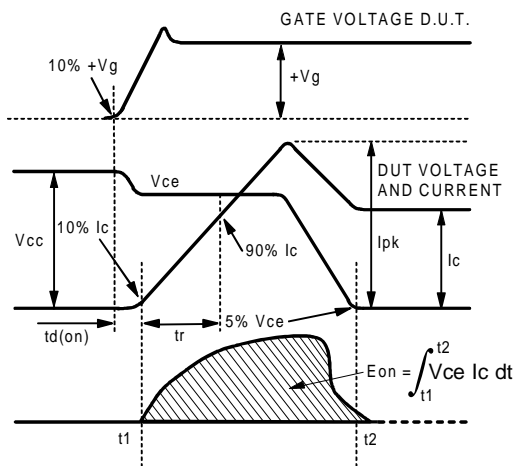 GATE VOLTAGE D.U.T.
10% +Vg
+Vg
Vce
DUT VOLTAGE
AND CURRENT
Vcc
10% Ic
90% Ic
Ipk
Ic
td(on)
tr
5% Vce
Eon = ∫ Vce Ic dt
t2
t1
t1
t2